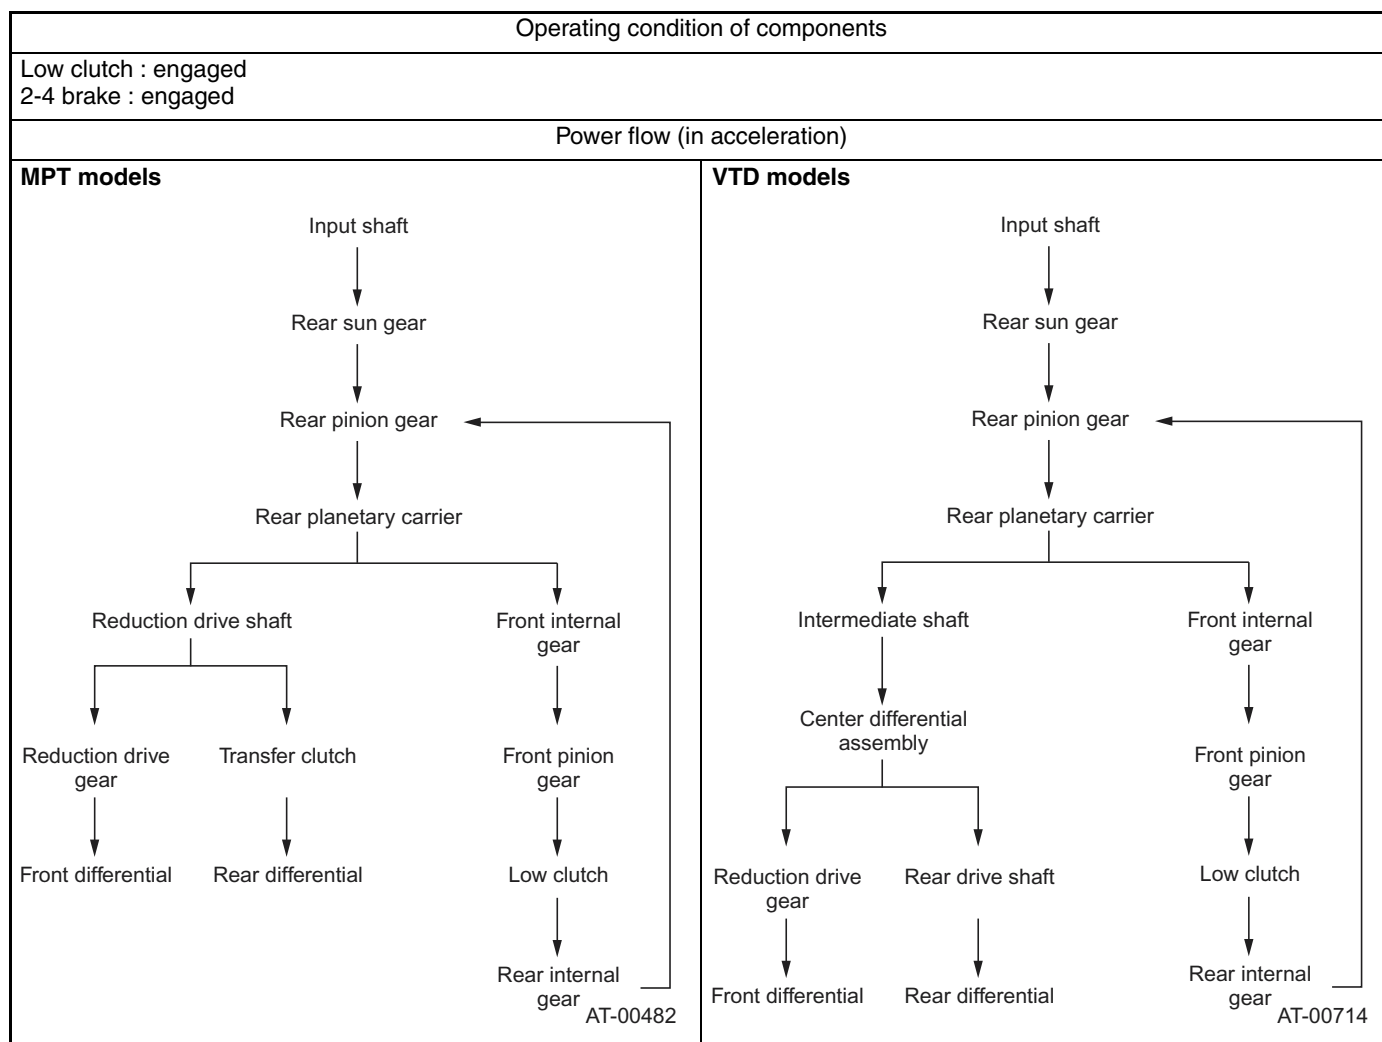 Operating condition of components
Low clutch : engaged
2-4 brake : engaged
Power flow (in acceleration)
MPT models
Input shaft
Rear sun gear
Rear pinion gear
Rear planetary carrier
Reduction drive shaft
Front internal
gear
Reduction drive
gear
Transfer clutch
Front pinion
gear
Front differential
Rear differential
Low clutch
Rear internal
gear
AT-00482
VTD models
Input shaft
Rear sun gear
Rear pinion gear
Rear planetary carrier
Intermediate shaft
Front internal
gear
Center differential
assembly
Front pinion
gear
Reduction drive
gear
Rear drive shaft
Low clutch
Front differential
Rear differential
Rear internal
gear
AT-00714